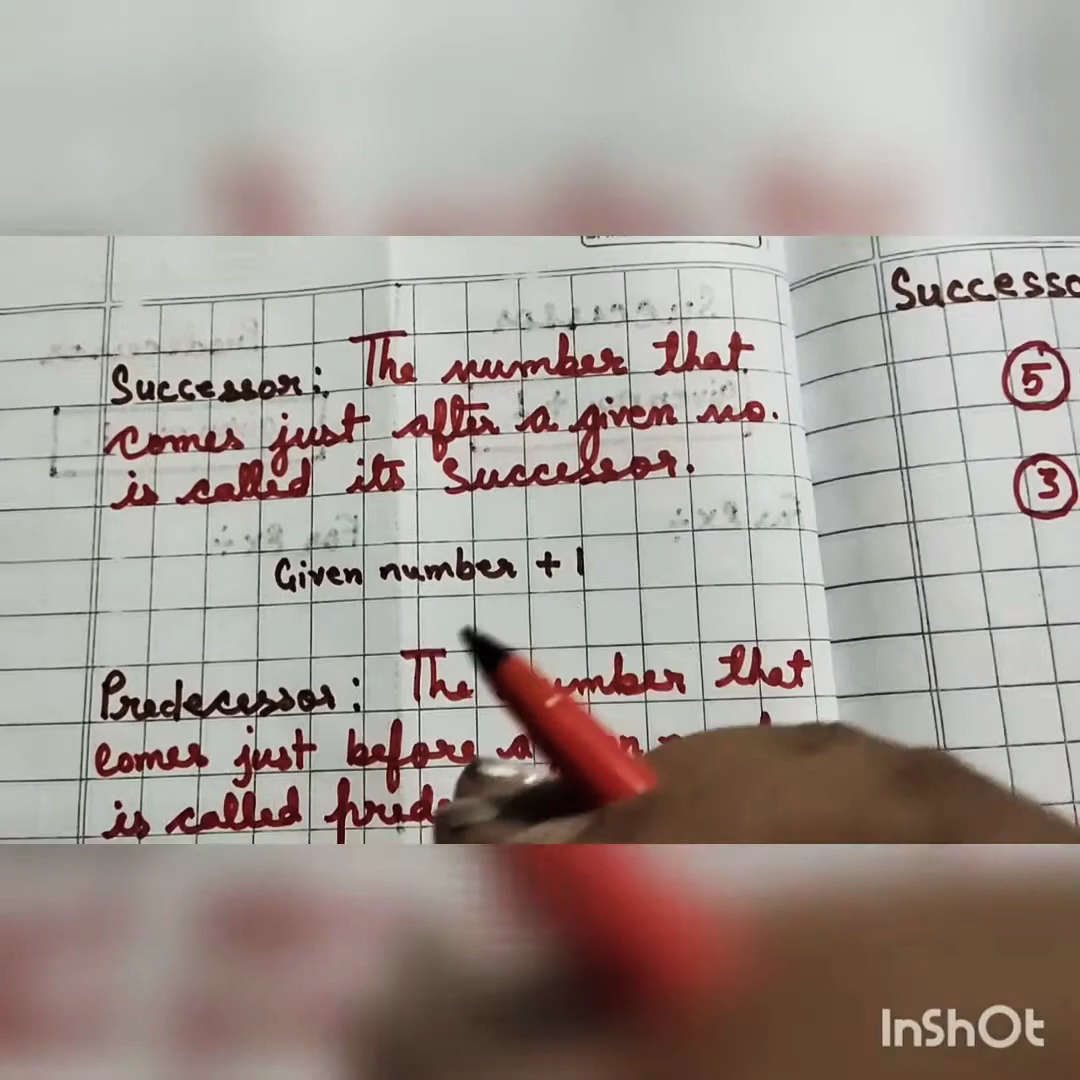 Successor: The number that
comes just after a given no.
is called its Successor.
Given number + 1
Predecessor: The number that
comes just before a
is called
Successo
5
3
InShOt